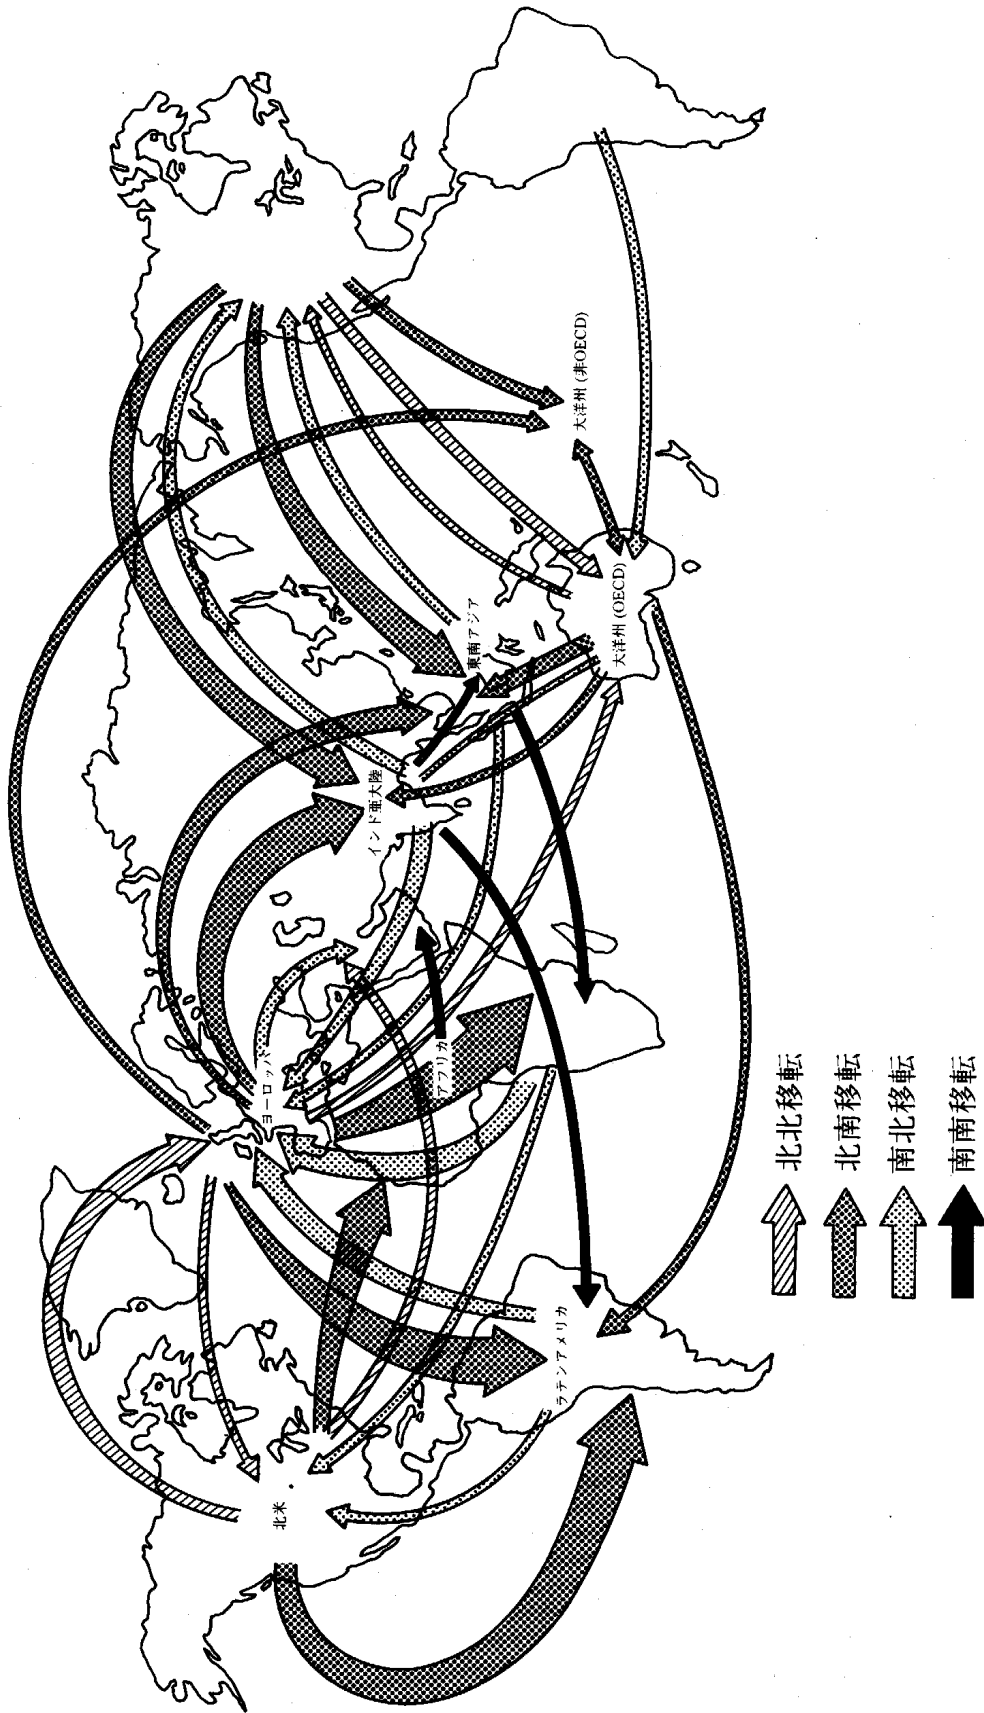 北米
ヨーロッパ
アフリカ
ラテンアメリカ
インド亜大陸
東南アジア
大洋州 (OECD)
大洋州 (非OECD)
北北移転
北南移転
南北移転
南南移転